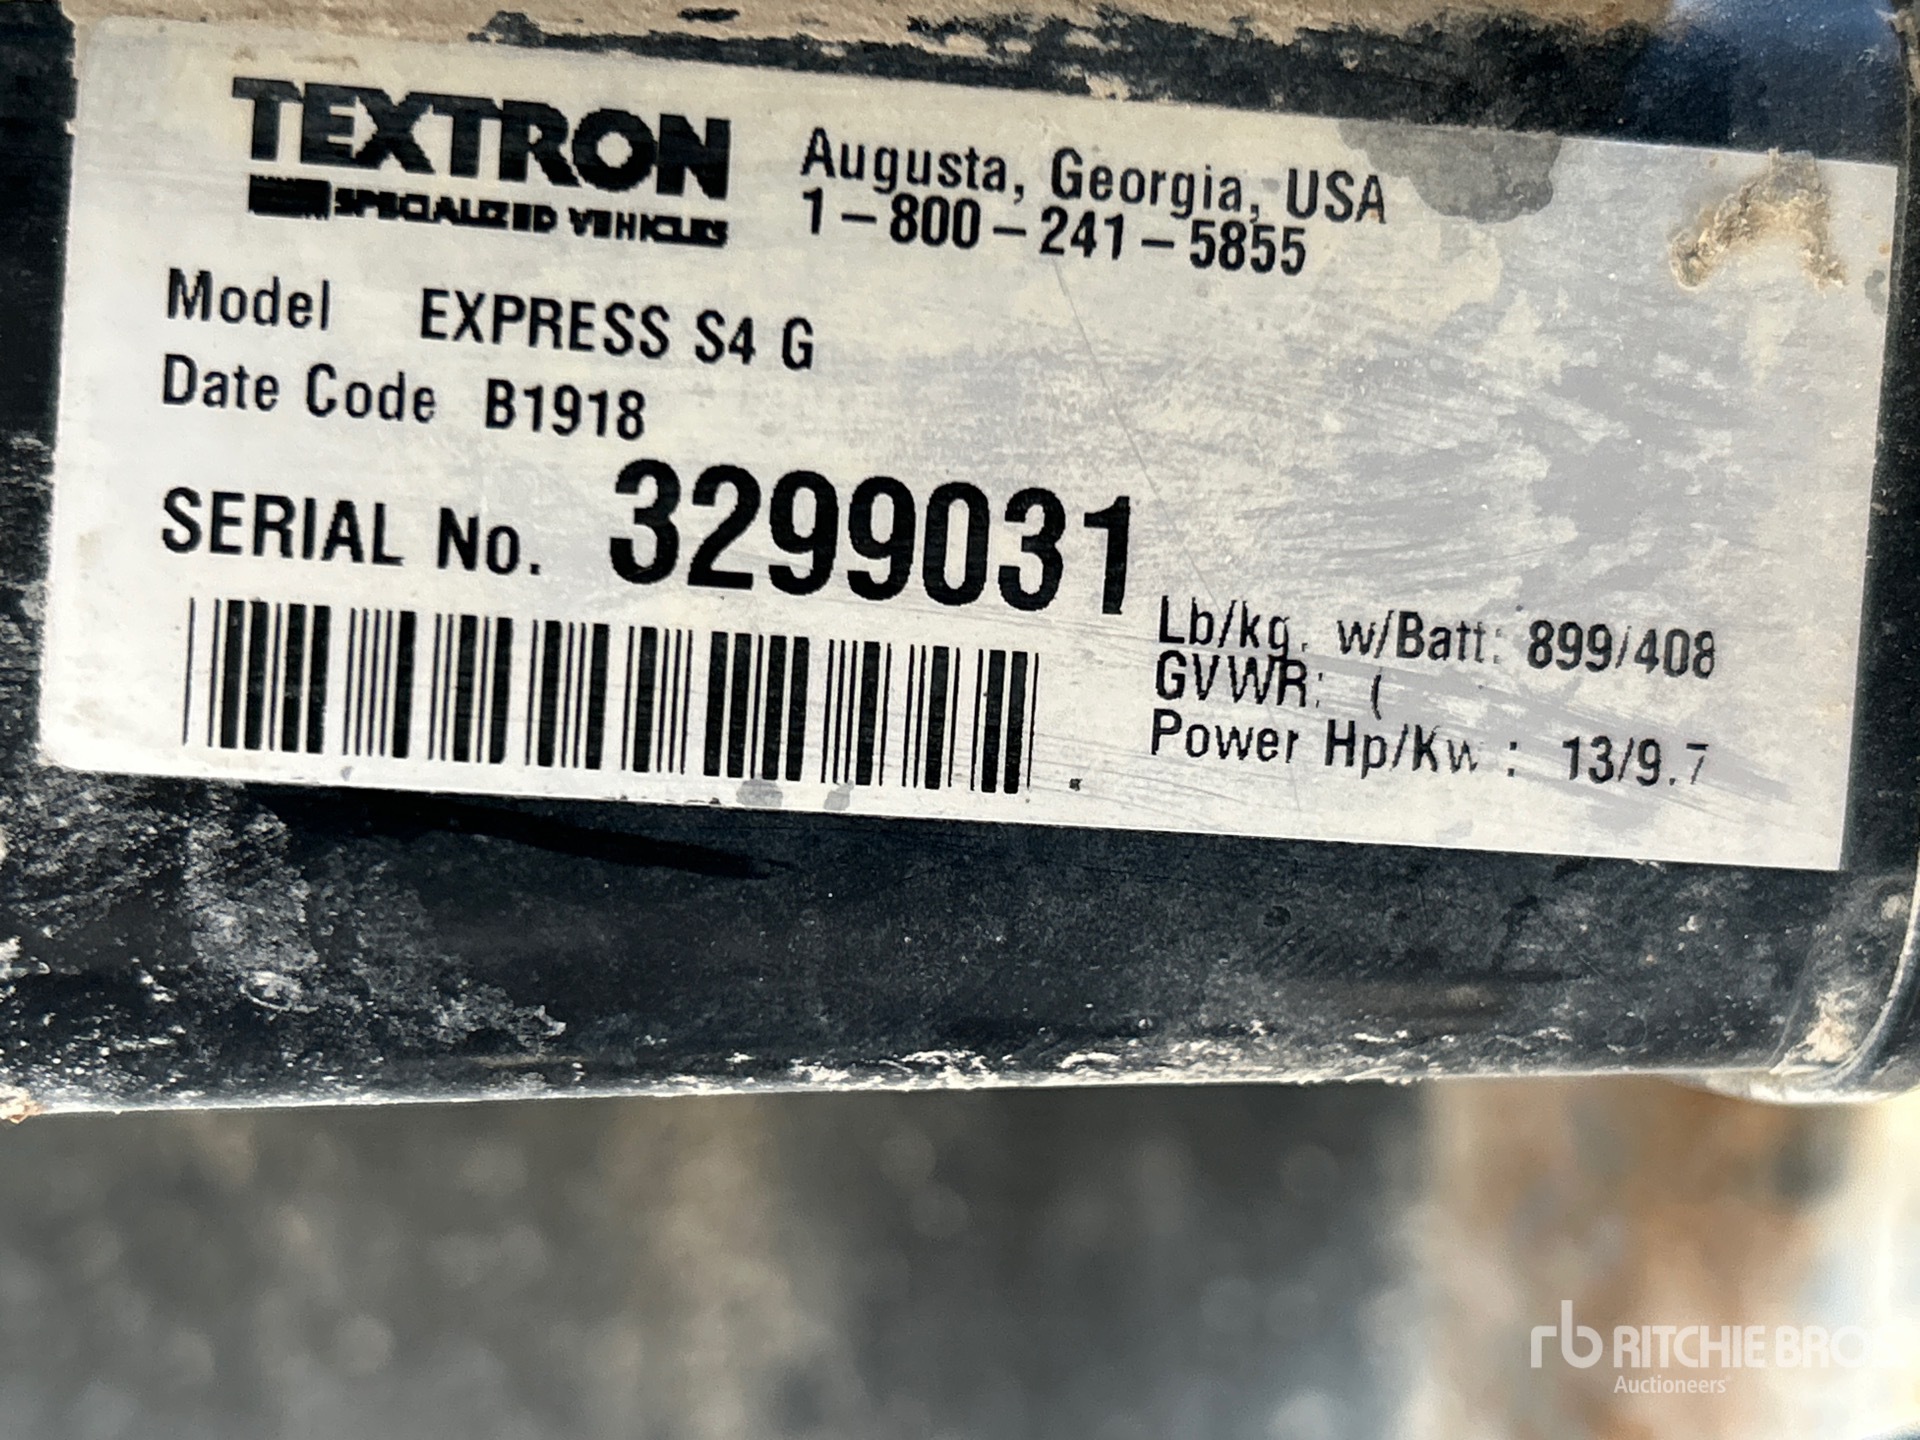 TEXTRON
SPECIALIZED VEHICLES
Augusta, Georgia, USA
1-800-241-5855
Model EXPRESS S4 G
Date Code B1918
SERIAL No. 3299031
Lb/kg. w/Batt: 899/408
GVWR: (
Power Hp/Kw : 13/9.7
rb RITCHIE BROS
Auctioneers